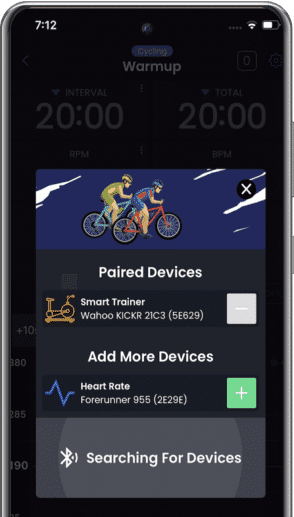 7:12
Cycling
Warmup
0
INTERVAL
TOTAL
20:00
20:00
RPM
BPM
Paired Devices
Smart Trainer
Wahoo KICKR 21C3 (5E629)
Add More Devices
+10s
Heart Rate
Forerunner 955 (2E29E)
380
285
190
Searching For Devices